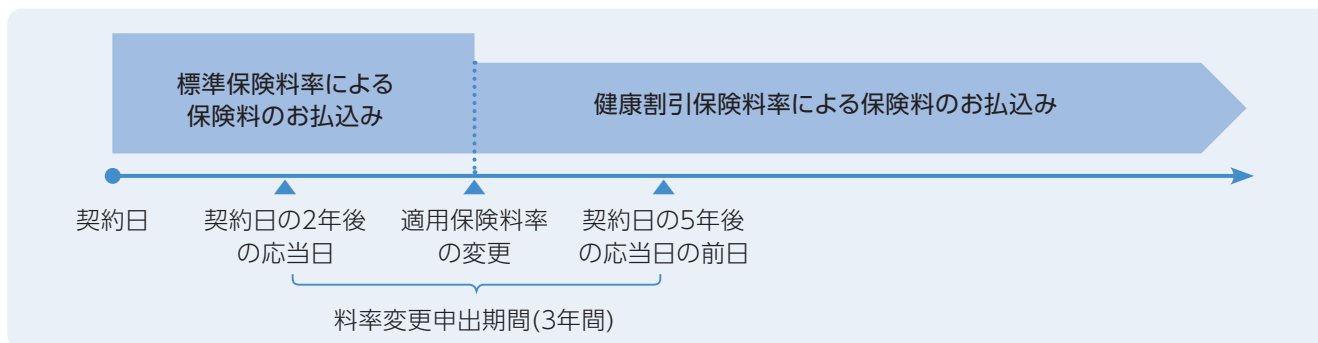 標準保険料率による
保険料のお払込み
健康割引保険料率による保険料のお払込み
契約日
契約日の2年後
の応当日
適用保険料率
の変更
契約日の5年後
の応当日の前日
料率変更申出期間(3年間)